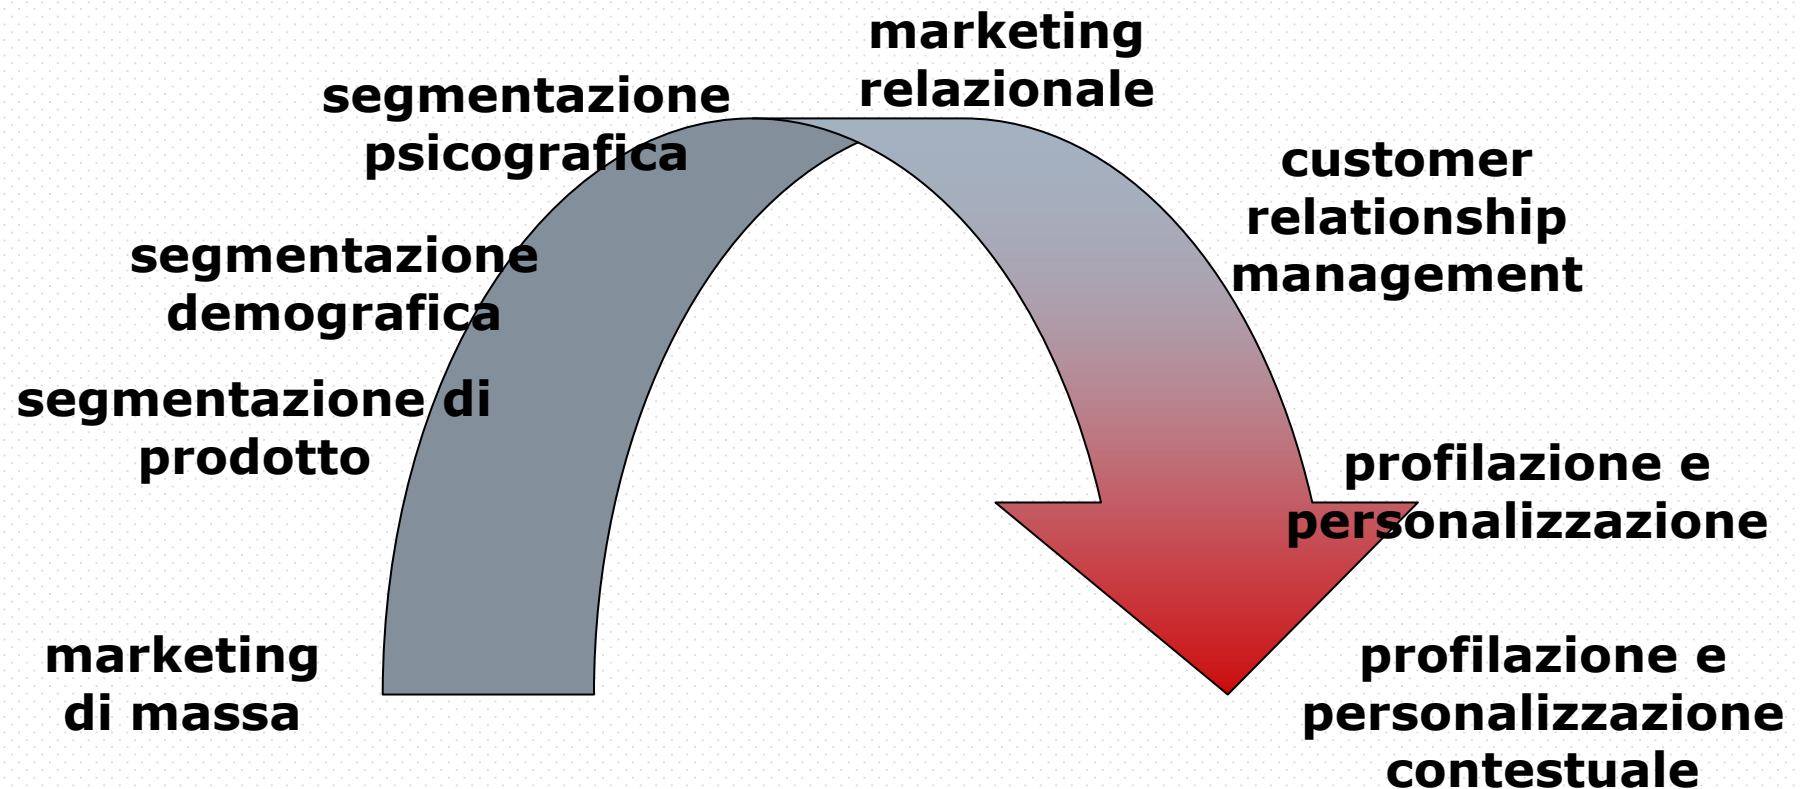 marketing
di massa
segmentazione di
prodotto
segmentazione
demografica
segmentazione
psicografica
marketing
relazionale
customer
relationship
management
profilazione e
personalizzazione
profilazione e
personalizzazione
contestuale